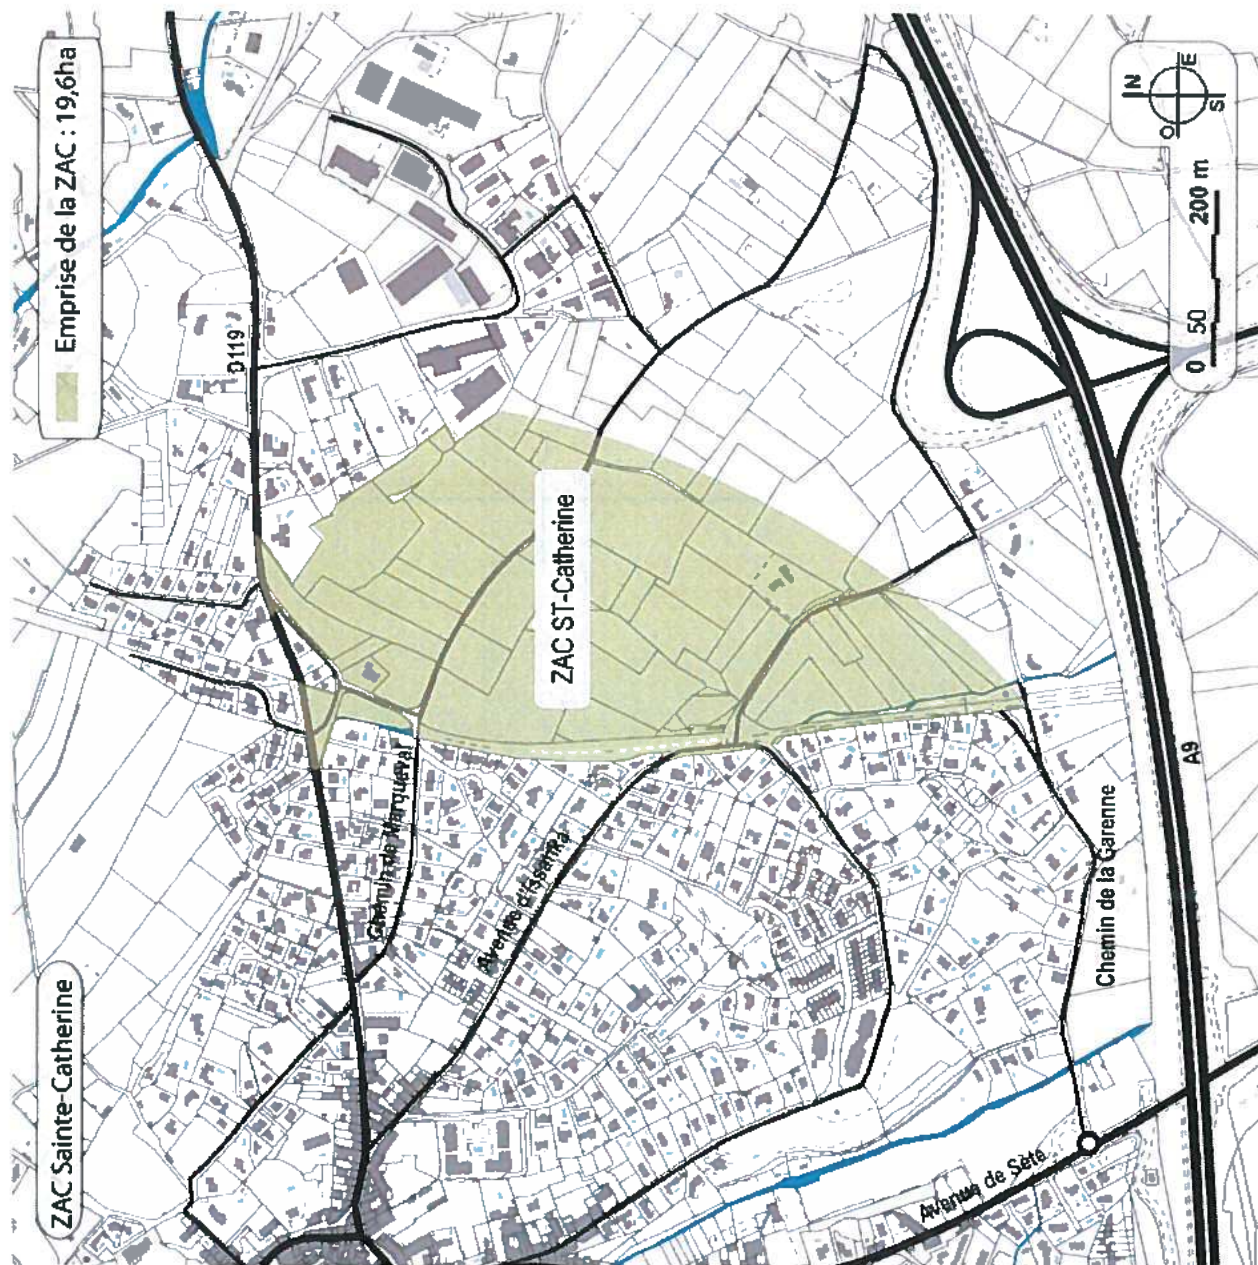 ZAC Sainte-Catherine
Emprise de la ZAC : 19,6ha
D119
Chemin de Marqueval
Avenue d'Issanka
ZAC ST-Catherine
Avenue de Sète
Chemin de la Garenne
A9
0 50 200 m
N
O
E
S